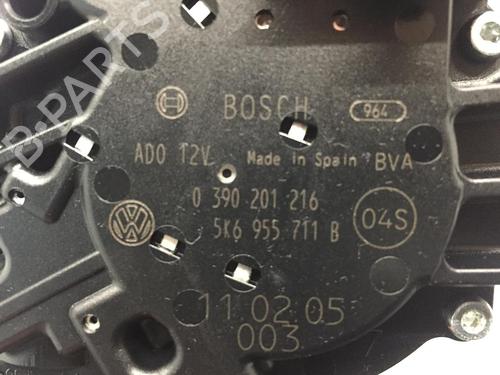 BOSCH 964
ADO 12V Made in Spain BVA
0 390 201 216
VW 5K6 955 711 B 04S
11 02 05
003
B-PARTS